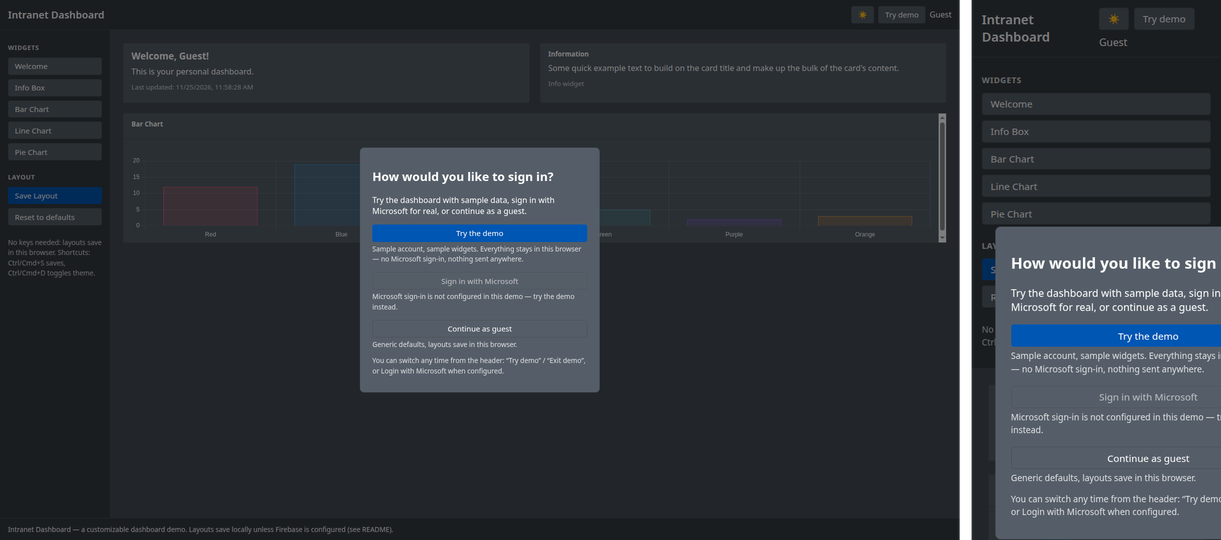 Intranet Dashboard
☀ Try demo Guest
WIDGETS
Welcome
Info Box
Bar Chart
Line Chart
Pie Chart
LAYOUT
Save Layout
Reset to defaults
No keys needed: layouts save
in this browser. Shortcuts:
Ctrl/Cmd+S saves,
Ctrl/Cmd+D toggles theme.
Welcome, Guest!
This is your personal dashboard.
Last updated: 11/25/2026, 11:58:28 AM
Information
Some quick example text to build on the card title and make up the bulk of the card's content.
Info widget
Bar Chart
20
15
10
5
0
Red
Blue
reen
Purple
Orange
How would you like to sign in?
Try the dashboard with sample data, sign in with
Microsoft for real, or continue as a guest.
Try the demo
Sample account, sample widgets. Everything stays in this browser
— no Microsoft sign-in, nothing sent anywhere.
Sign in with Microsoft
Microsoft sign-in is not configured in this demo — try the demo
instead.
Continue as guest
Generic defaults, layouts save in this browser.
You can switch any time from the header: “Try demo” / “Exit demo”,
or Login with Microsoft when configured.
Intranet Dashboard — a customizable dashboard demo. Layouts save locally unless Firebase is configured (see README).
Intranet
Dashboard
☀ Try demo
Guest
WIDGETS
Welcome
Info Box
Bar Chart
Line Chart
Pie Chart
LAY
S
R
No
Ctrl
How would you like to sign
Try the dashboard with sample data, sign in
Microsoft for real, or continue as a guest.
Try the demo
Sample account, sample widgets. Everything stays i
— no Microsoft sign-in, nothing sent anywhere.
Sign in with Microsoft
Microsoft sign-in is not configured in this demo — t
instead.
Continue as guest
Generic defaults, layouts save in this browser.
You can switch any time from the header: “Try demo
or Login with Microsoft when configured.